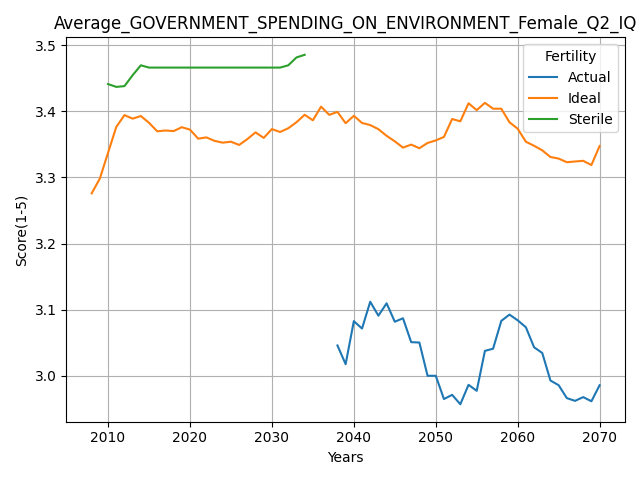 Average_GOVERNMENT_SPENDING_ON_ENVIRONMENT_Female_Q2_IQ
Fertility
Actual
Ideal
Sterile
Score(1-5)
3.5
3.4
3.3
3.2
3.1
3.0
2010 2020 2030 2040 2050 2060 2070
Years